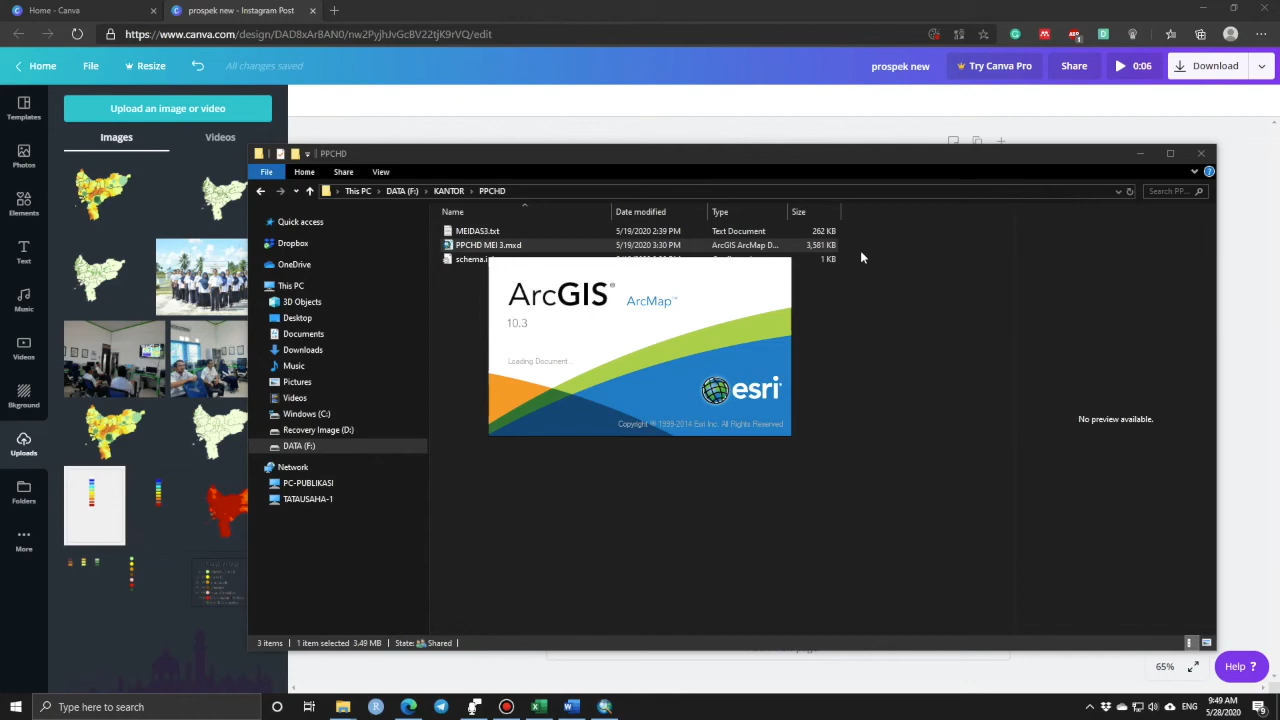 Home - Canva
prospek new - Instagram Post
https://www.canva.com/design/DAD8xArBAN0/nw2PyjhJvGcBV22tjK9rVQ/edit
Home
File
Resize
All changes saved
prospek new
Try Canva Pro
Share
0:06
Download
Templates
Photos
Elements
Text
Music
Videos
Bkground
Uploads
Folders
More
Upload an image or video
Images
Videos
PPCHD
File
Home
Share
View
This PC
DATA (F:)
KANTOR
PPCHD
Search PP...
Name
Date modified
Type
Size
MEIDAS3.txt
5/19/2020 2:39 PM
Text Document
262 KB
PPCHD MEI 3.mxd
5/19/2020 3:30 PM
ArcGIS ArcMap D...
3,581 KB
1 KB
Quick access
Dropbox
OneDrive
This PC
3D Objects
Desktop
Documents
Downloads
Music
Pictures
Videos
Windows (C:)
Recovery Image (D:)
DATA (F:)
Network
PC-PUBLIKASI
TATAUSAHA-1
ArcGIS® ArcMap™
10.3
Loading Document...
esri
Copyright © 1999-2014 Esri Inc. All Rights Reserved
No preview available.
3 items
1 item selected 3.49 MB
State: Shared
65%
Help ?
Type here to search
9:49 AM
5/28/2020